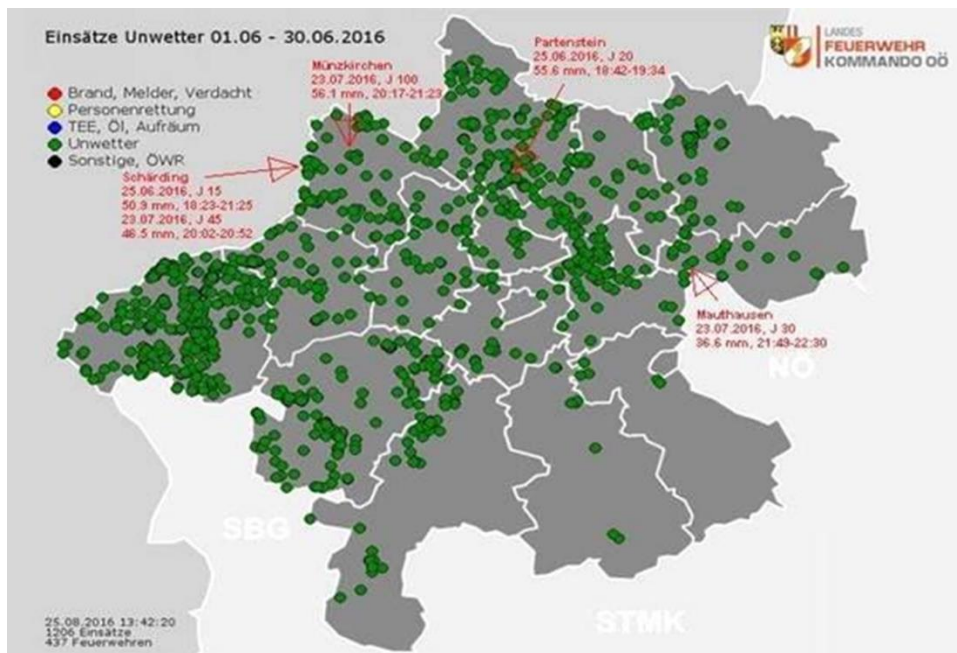 Einsätze Unwetter 01.06 - 30.06.2016
LANDES
FEUERWEHR
KOMMANDO OÖ
Brand, Melder, Verdacht
Personenrettung
TEE, Öl, Aufräum
Unwetter
Sonstige, ÖWR
Münzkirchen
23.07.2016, J 100
56.1 mm, 20:17-21:23
Partenstein
25.06.2016, J 20
55.6 mm, 18:42-19:34
Schärding
25.06.2016, J 15
50.9 mm, 18:23-21:25
23.07.2016, J 45
46.5 mm, 20:02-20:52
Mauthausen
23.07.2016, J 30
36.6 mm, 21:49-22:30
NÖ
SBG
STMK
25.08.2016 13:42:20
1206 Einsätze
437 Feuerwehren